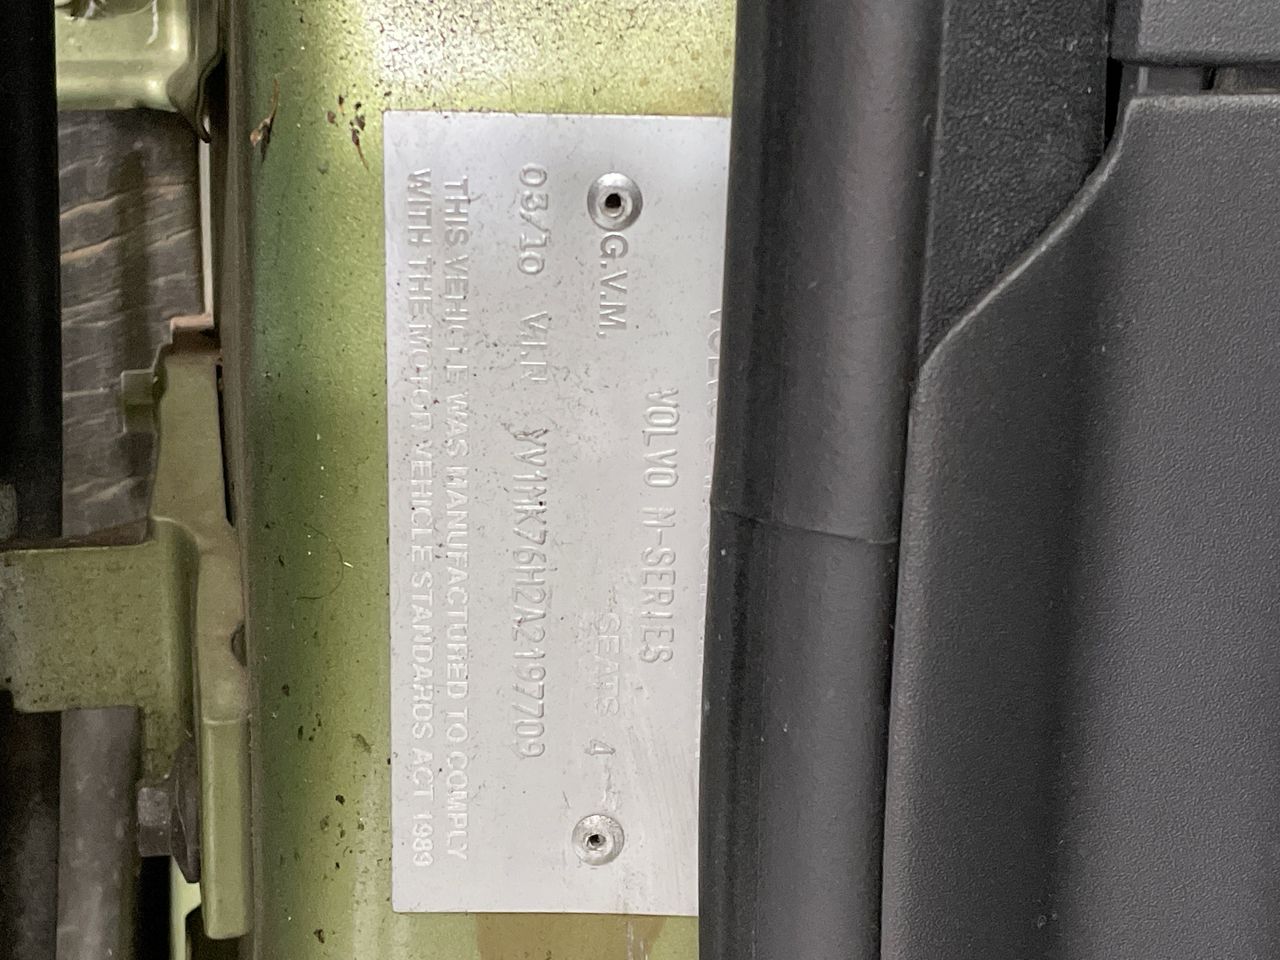 VOLVO M-SERIES
G.V.M. SEATS 4
03/10 V.I.N YV1MK76H2A2197709
THIS VEHICLE WAS MANUFACTURED TO COMPLY
WITH THE MOTOR VEHICLE STANDARDS ACT 1989